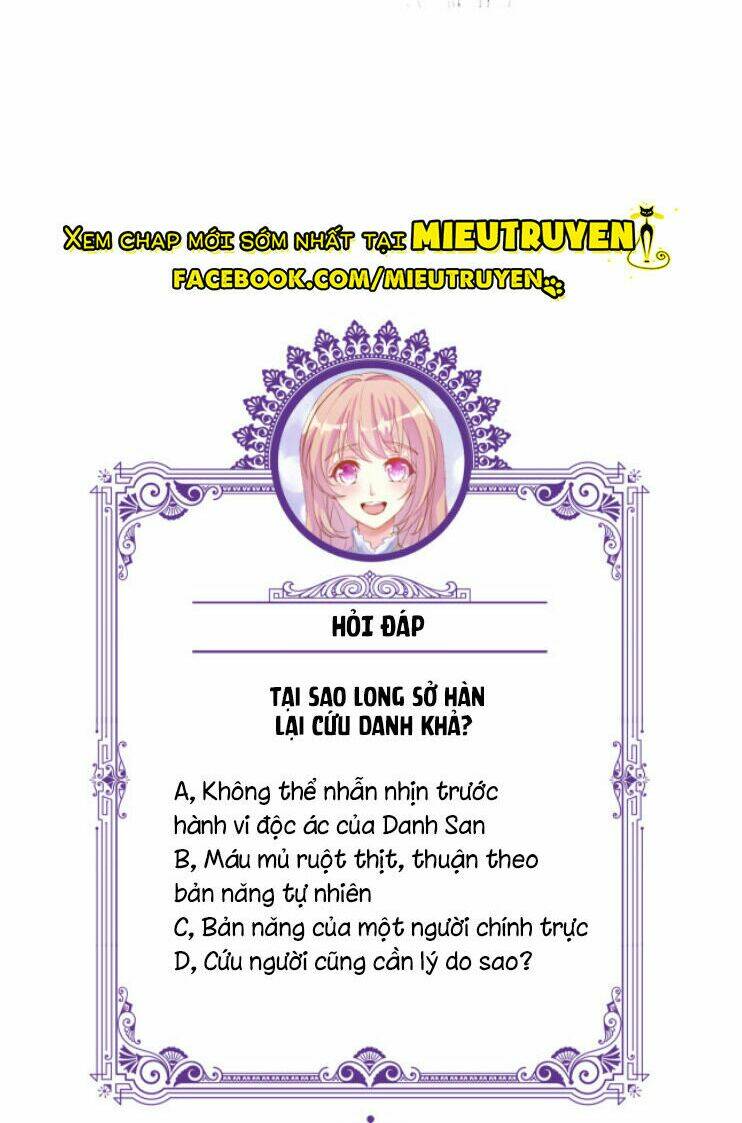 XEM CHAP MỚI SỚM NHẤT TẠI MIEUTRUYEN
FACEBOOK.COM/MIEUTRUYEN
HỎI ĐÁP
TẠI SAO LONG SỞ HÀN
LẠI CỨU DANH KHẢ?
A, Không thể nhẫn nhịn trước
hành vi độc ác của Danh San
B, Máu mủ ruột thịt, thuận theo
bản năng tự nhiên
C, Bản năng của một người chính trực
D, Cứu người cũng cần lý do sao?